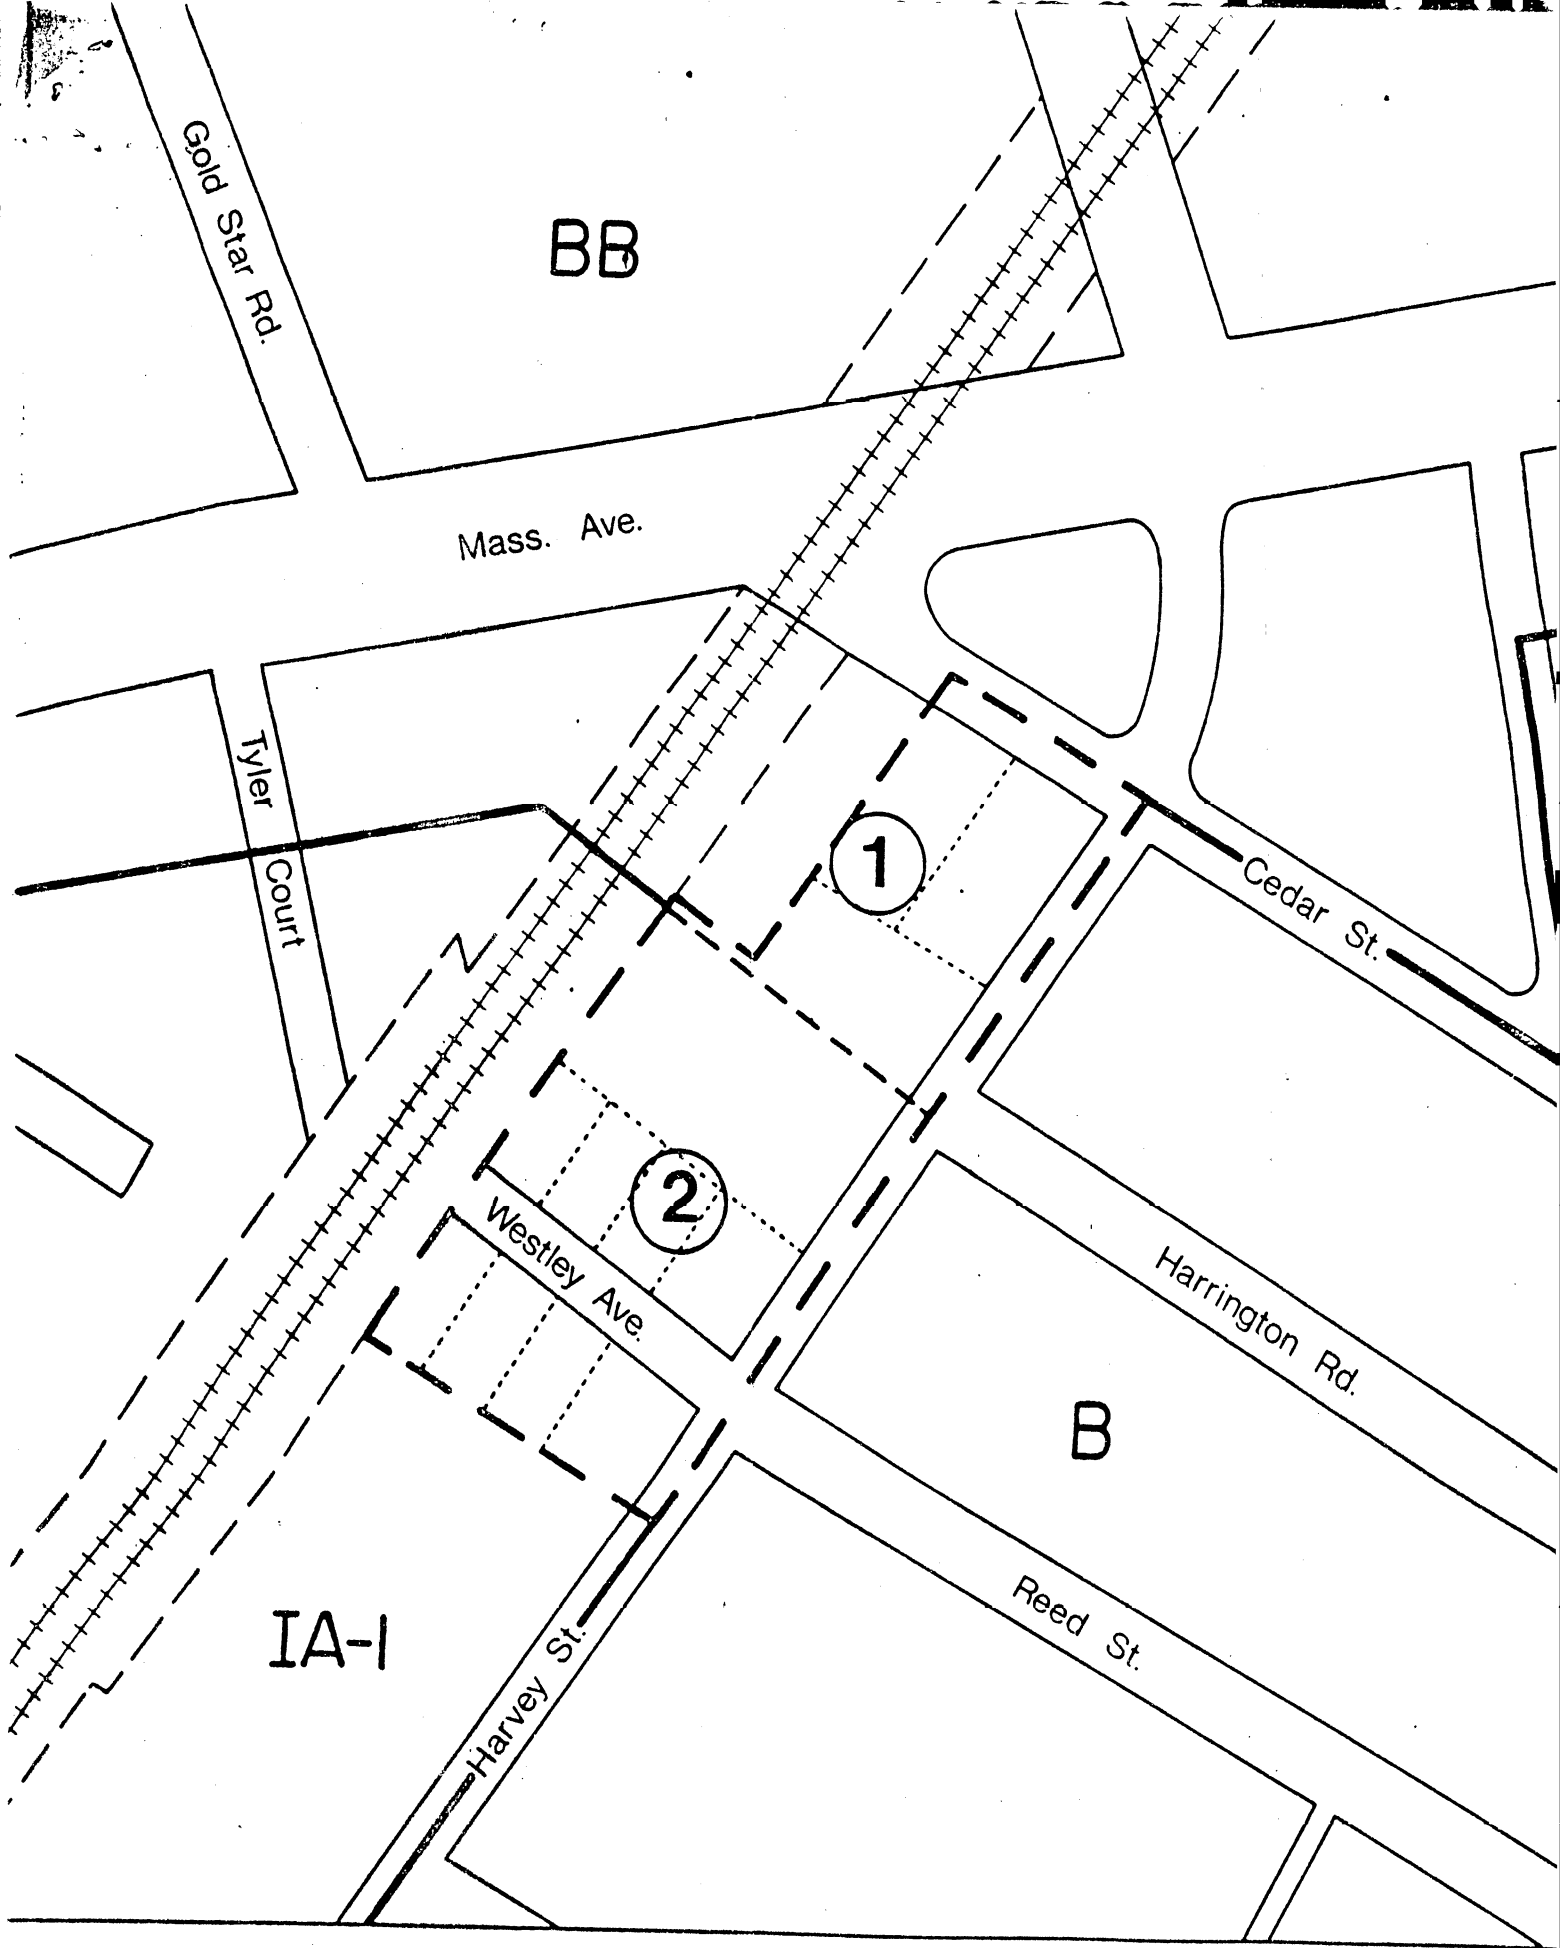 Gold Star Rd.
BB
Mass. Ave.
Tyler Court
1
Cedar St.
2
Westley Ave.
Harrington Rd.
B
Reed St.
IA-1
Harvey St.